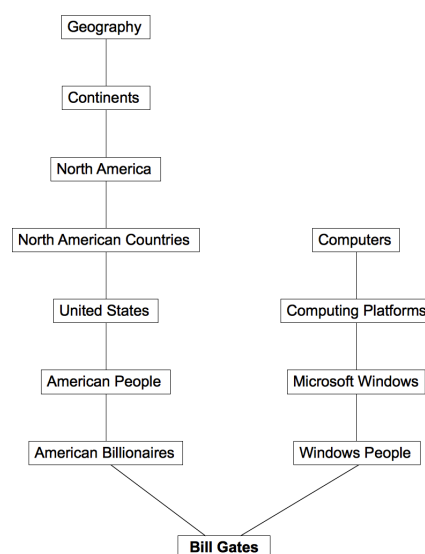 Geography
Continents
North America
North American Countries
Computers
United States
Computing Platforms
American People
Microsoft Windows
American Billionaires
Windows People
Bill Gates